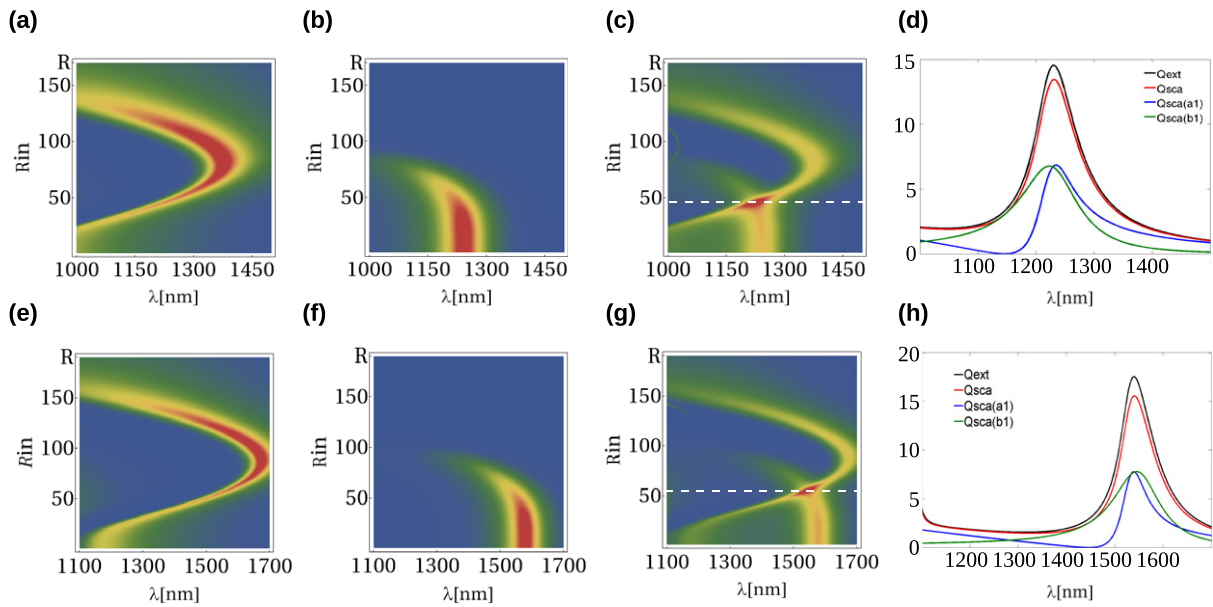 (a)
(b)
(c)
(d)
R
150
100
50
Rin
1000
1150
1300
1450
λ[nm]
R
150
100
50
Rin
1000
1150
1300
1450
λ[nm]
R
150
100
50
Rin
1000
1150
1300
1450
λ[nm]
15
10
5
0
Qext
Qsca
Qsca(a1)
Qsca(b1)
1100
1200
1300
1400
λ[nm]
(e)
(f)
(g)
(h)
R
150
100
50
Rin
1100
1300
1500
1700
λ[nm]
R
150
100
50
Rin
1100
1300
1500
1700
λ[nm]
R
150
100
50
Rin
1100
1300
1500
1700
λ[nm]
20
15
10
5
0
Qext
Qsca
Qsca(a1)
Qsca(b1)
1200
1300
1400
1500
1600
λ[nm]